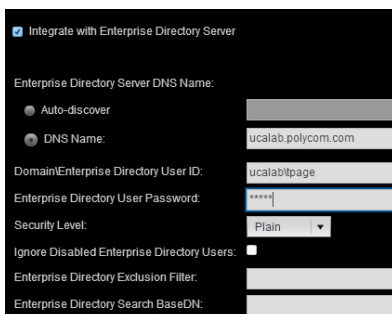 Integrate with Enterprise Directory Server
Enterprise Directory Server DNS Name:
Auto-discover
DNS Name: ucalab.polycom.com
Domain\Enterprise Directory User ID: ucalab\tpage
Enterprise Directory User Password: *****
Security Level: Plain
Ignore Disabled Enterprise Directory Users:
Enterprise Directory Exclusion Filter:
Enterprise Directory Search BaseDN: